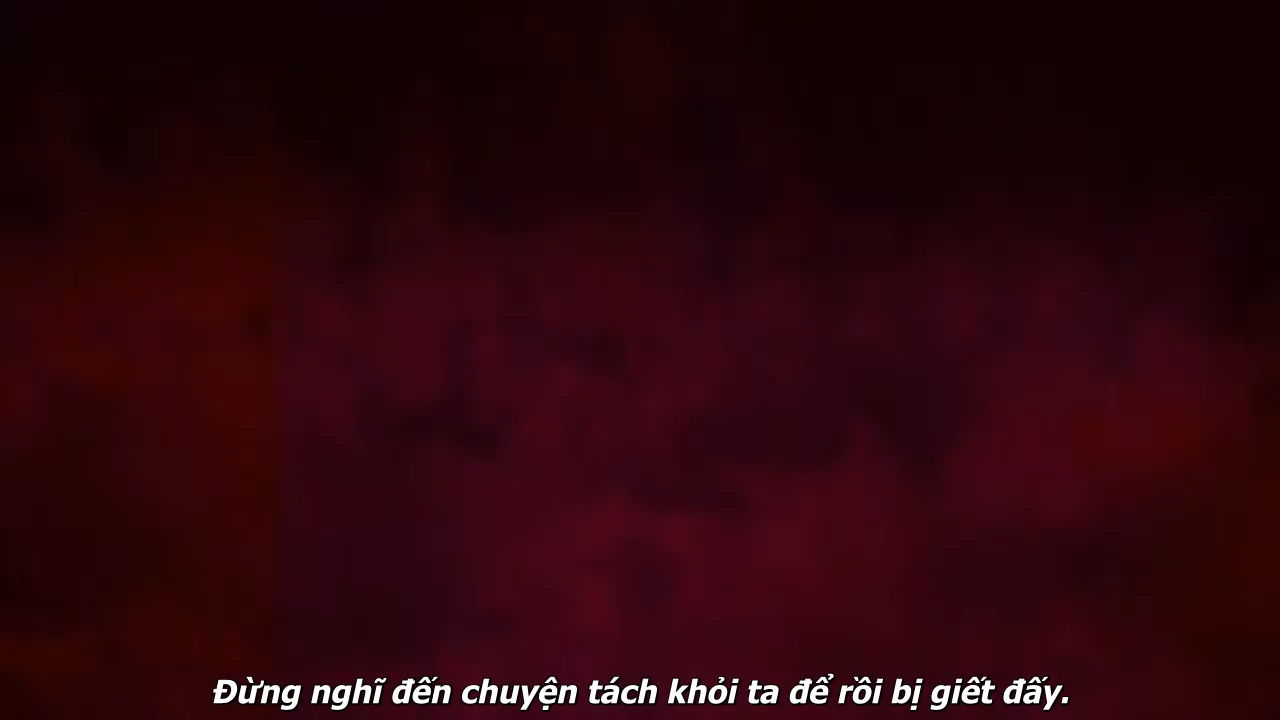 Đừng nghĩ đến chuyện tách khỏi ta để rồi bị giết đấy.